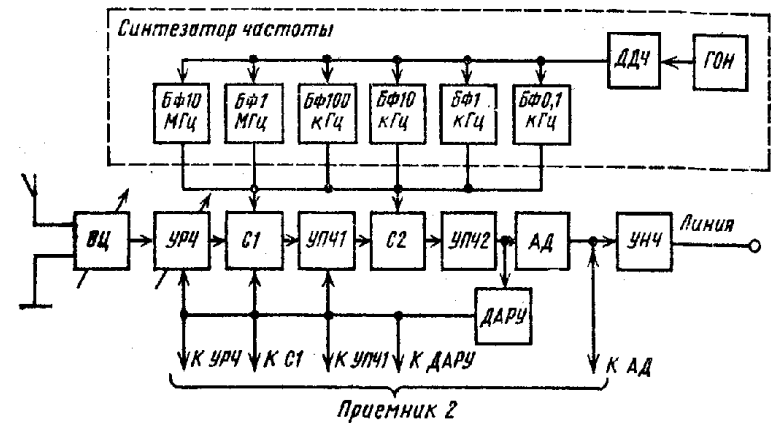 Синтезатор частоты
ДДЧ
ГОН
БФ10 МГц
БФ1 МГц
БФ100 кГц
БФ10 кГц
БФ1 кГц
БФ0,1 кГц
ВЦ
УРЧ
С1
УПЧ1
С2
УПЧ2
АД
УНЧ
Линия
ДАРУ
К УРЧ
К С1
К УПЧ1
К ДАРУ
К АД
Приемник 2